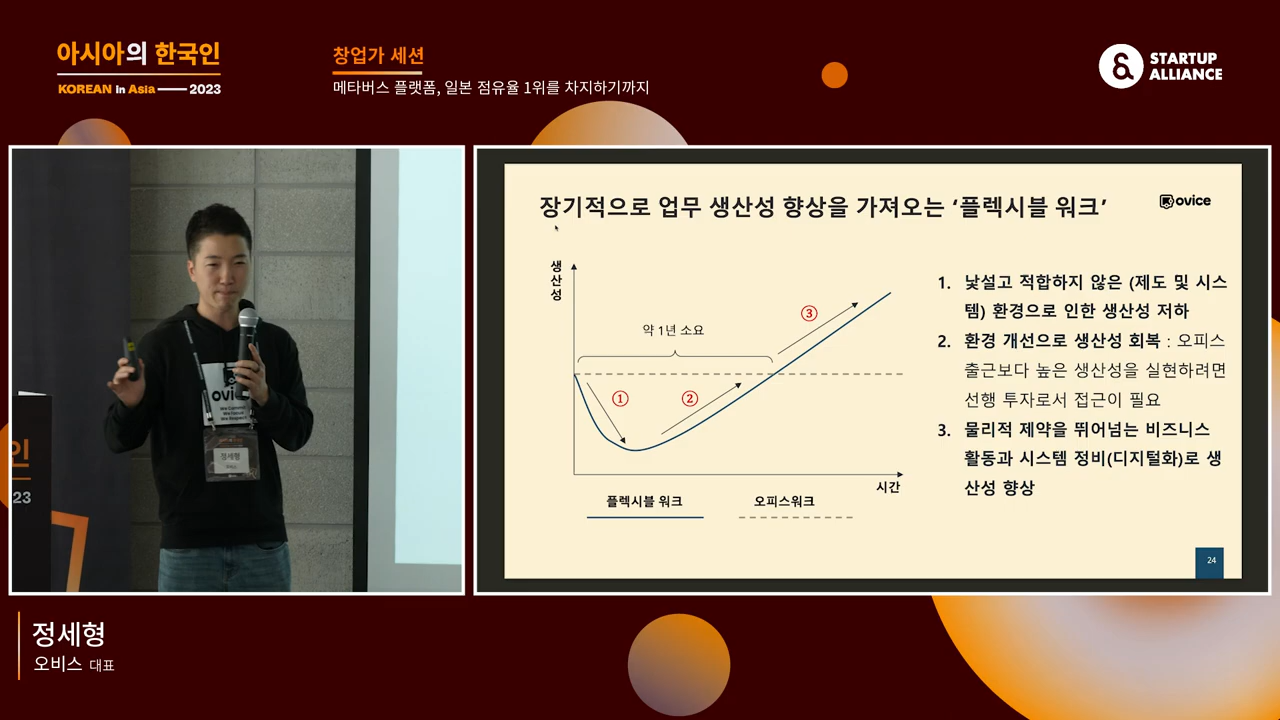 아시아의 한국인
KOREAN in Asia 2023
창업가 세션
메타버스 플랫폼, 일본 점유율 1위를 차지하기까지
STARTUP
ALLIANCE
장기적으로 업무 생산성 향상을 가져오는 ‘플렉시블 워크’
ovice
생산성
약 1년 소요
①
②
③
시간
플렉시블 워크
오피스워크
1. 낯설고 적합하지 않은 (제도 및 시스
템) 환경으로 인한 생산성 저하
2. 환경 개선으로 생산성 회복 : 오피스
출근보다 높은 생산성을 실현하려면
선행 투자로서 접근이 필요
3. 물리적 제약을 뛰어넘는 비즈니스
활동과 시스템 정비(디지털화)로 생
산성 향상
24
인
23
ovice
정세형
정세형
오비스 대표